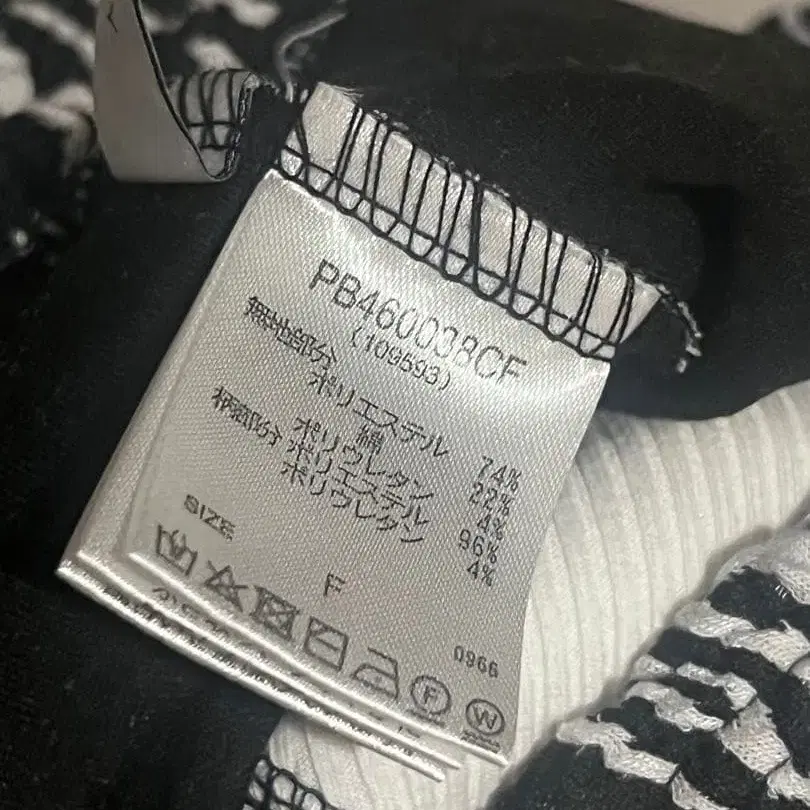 PB460038CF
(109593)
無地部分
ポリエステル 74%
綿 22%
ポリウレタン 4%
柄部分 ポリエステル 96%
ポリウレタン 4%
SIZE
F
0966
F W